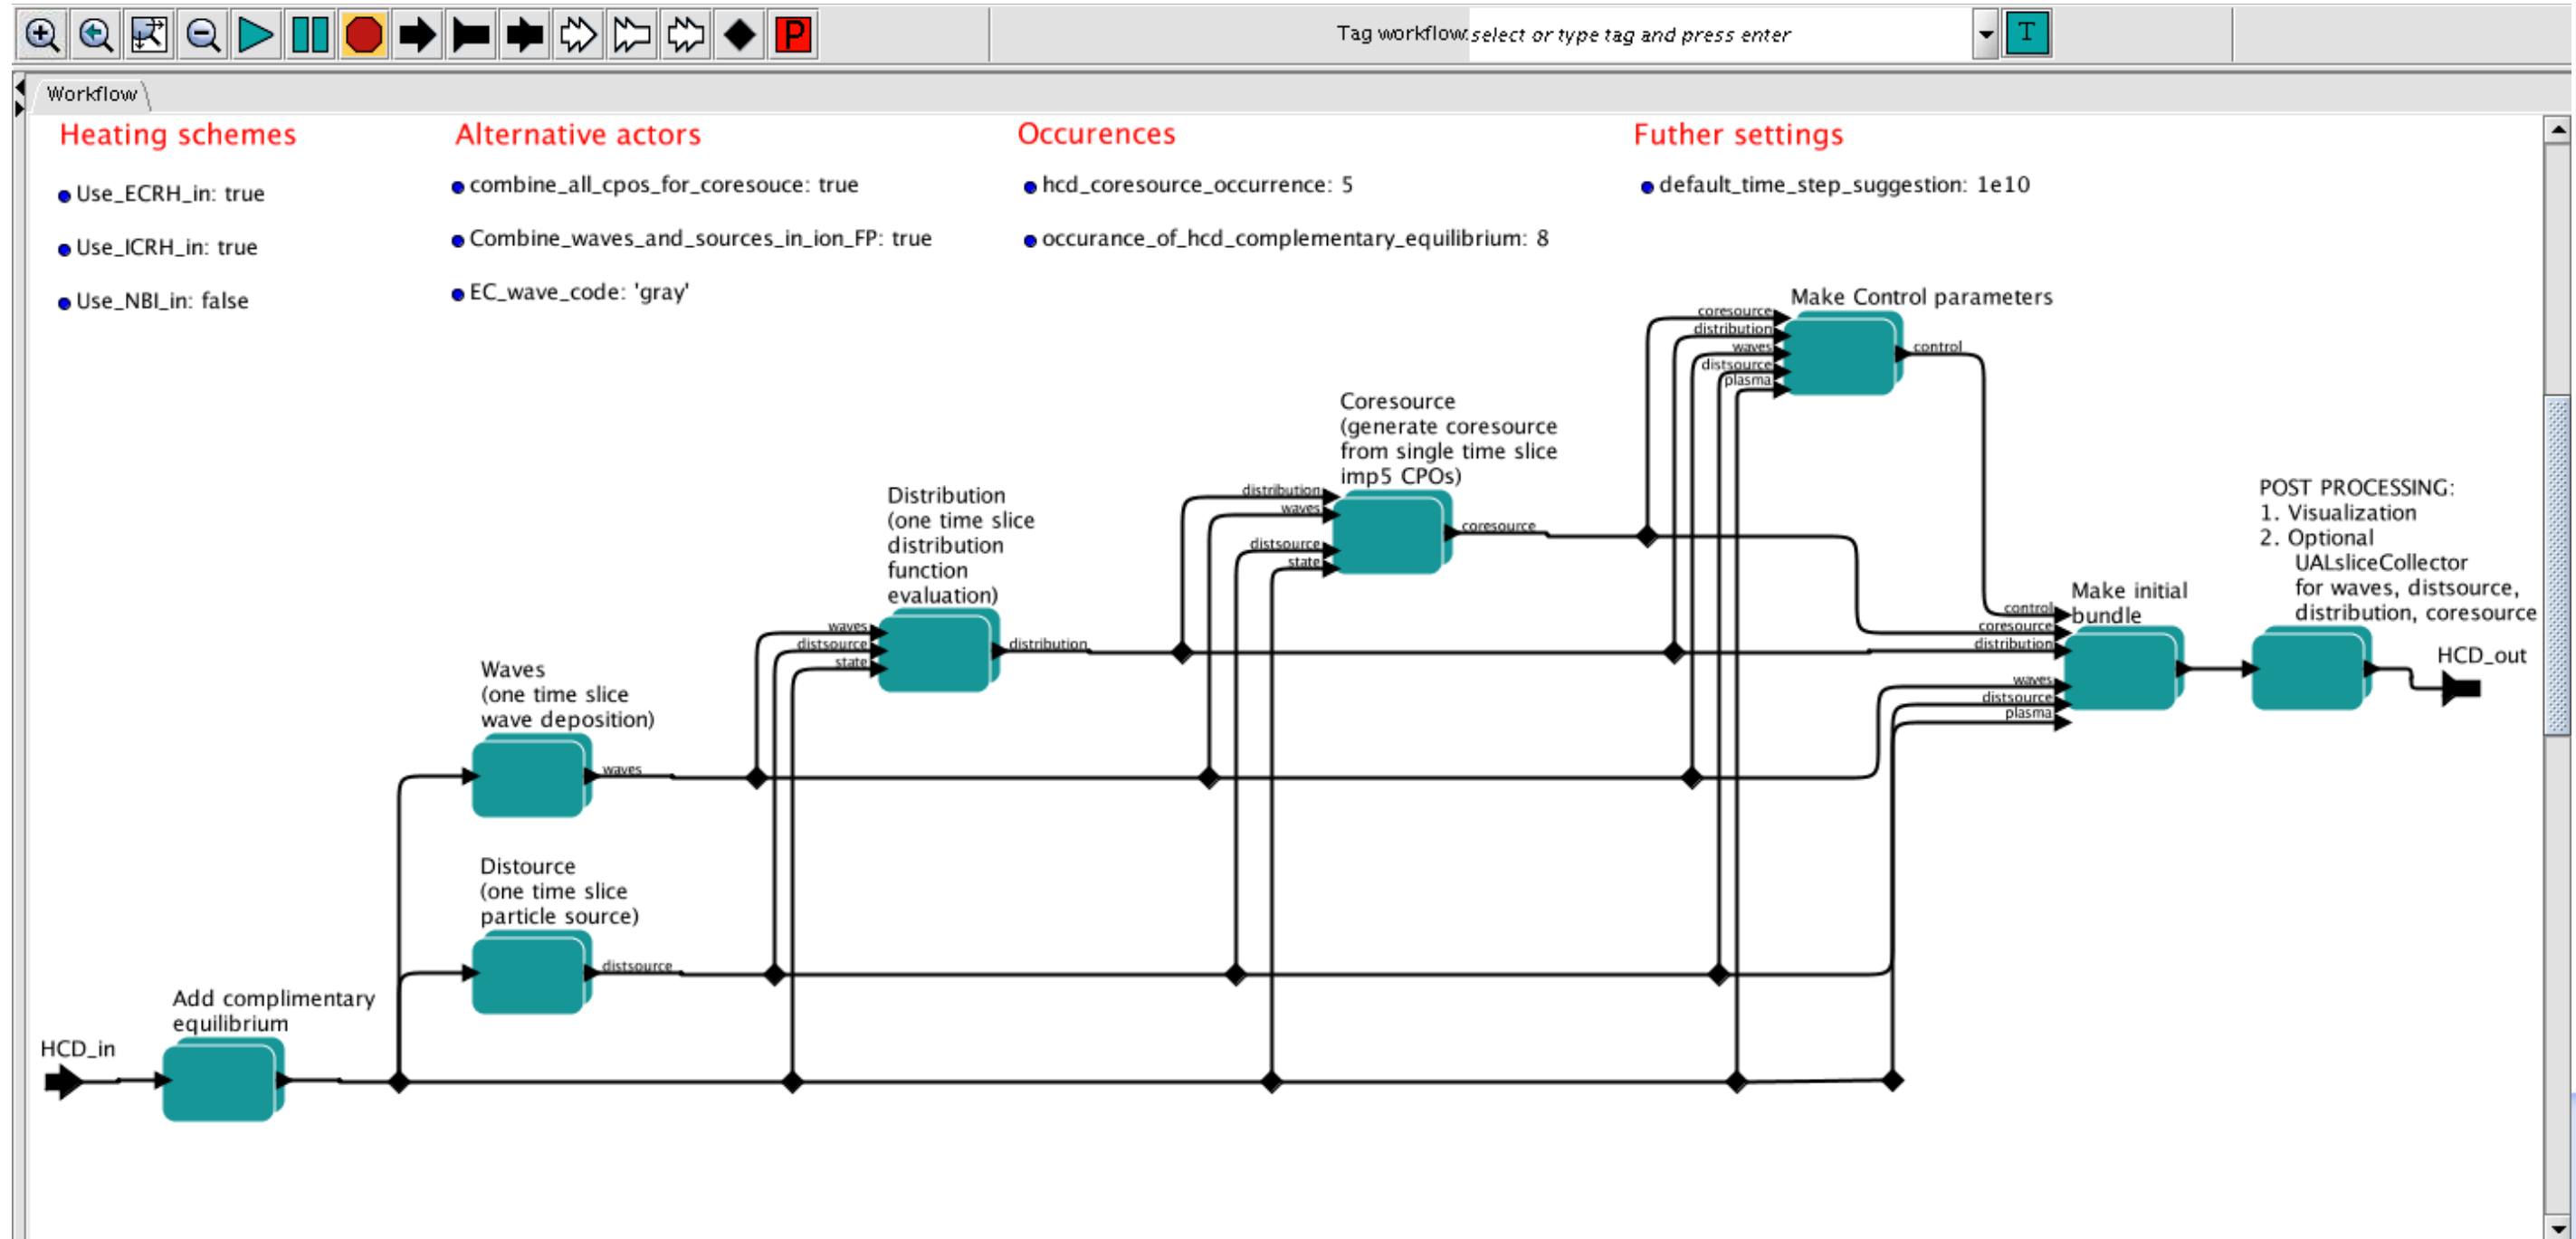 P
Tag workflow:
select or type tag and press enter
T
Workflow
Heating schemes
Use_ECRH_in: true
Use_ICRH_in: true
Use_NBI_in: false
Alternative actors
combine_all_cpos_for_coresouce: true
Combine_waves_and_sources_in_ion_FP: true
EC_wave_code: 'gray'
Occurences
hcd_coresource_occurrence: 5
occurance_of_hcd_complementary_equilibrium: 8
Futher settings
default_time_step_suggestion: 1e10
Make Control parameters
coresource
distribution
waves
distsource
plasma
control
Coresource
(generate coresource
from single time slice
imp5 CPOs)
distribution
waves
distsource
state
coresource
Distribution
(one time slice
distribution
function
evaluation)
waves
distsource
state
distribution
POST PROCESSING:
1. Visualization
2. Optional
UALsliceCollector
for waves, distsource,
distribution, coresource
Make initial
bundle
control
coresource
distribution
waves
distsource
plasma
HCD_out
Waves
(one time slice
wave deposition)
waves
Distource
(one time slice
particle source)
distsource
Add complimentary
equilibrium
HCD_in